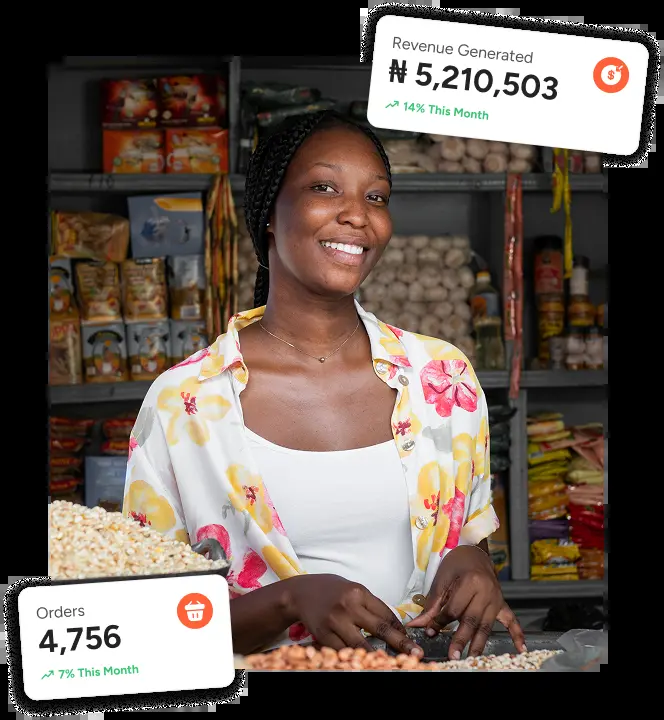 Revenue Generated
₦ 5,210,503
14% This Month
Orders
4,756
7% This Month